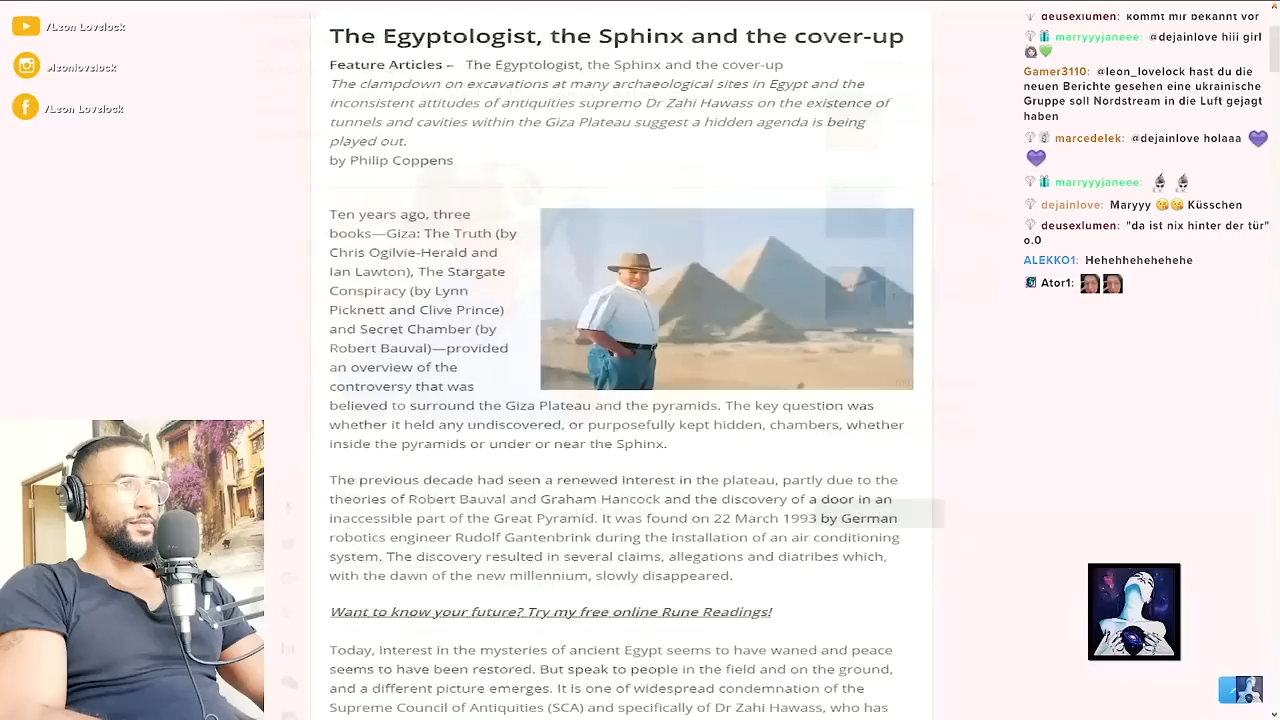 /Leon Lovelock
/leonlovelock
/Leon Lovelock
The Egyptologist, the Sphinx and the cover-up
Feature Articles – The Egyptologist, the Sphinx and the cover-up
The clampdown on excavations at many archaeological sites in Egypt and the
inconsistent attitudes of antiquities supremo Dr Zahi Hawass on the existence of
tunnels and cavities within the Giza Plateau suggest a hidden agenda is being
played out.
by Philip Coppens
Ten years ago, three
books—Giza: The Truth (by
Chris Ogilvie-Herald and
Ian Lawton), The Stargate
Conspiracy (by Lynn
Picknett and Clive Prince)
and Secret Chamber (by
Robert Bauval)—provided
an overview of the
controversy that was
believed to surround the Giza Plateau and the pyramids. The key question was
whether it held any undiscovered, or purposefully kept hidden, chambers, whether
inside the pyramids or under or near the Sphinx.
The previous decade had seen a renewed interest in the plateau, partly due to the
theories of Robert Bauval and Graham Hancock and the discovery of a door in an
inaccessible part of the Great Pyramid. It was found on 22 March 1993 by German
robotics engineer Rudolf Gantenbrink during the installation of an air conditioning
system. The discovery resulted in several claims, allegations and diatribes which,
with the dawn of the new millennium, slowly disappeared.
Want to know your future? Try my free online Rune Readings!
Today, interest in the mysteries of ancient Egypt seems to have waned and peace
seems to have been restored. But speak to people in the field and on the ground,
and a different picture emerges. It is one of widespread condemnation of the
Supreme Council of Antiquities (SCA) and specifically of Dr Zahi Hawass, who has
deusexlumen: kommt mir bekannt vor
marryyyjaneee: @dejainlove hiii girl
Gamer3110: @leon_lovelock hast du die
neuen Berichte gesehen eine ukrainische
Gruppe soll Nordstream in die Luft gejagt
haben
marcedelek: @dejainlove holaaa
marryyyjaneee:
dejainlove: Maryyy 😘😘 Küsschen
deusexlumen: "da ist nix hinter der tür"
o.0
ALEKKO1: Hehehhehehehehe
Ator1: